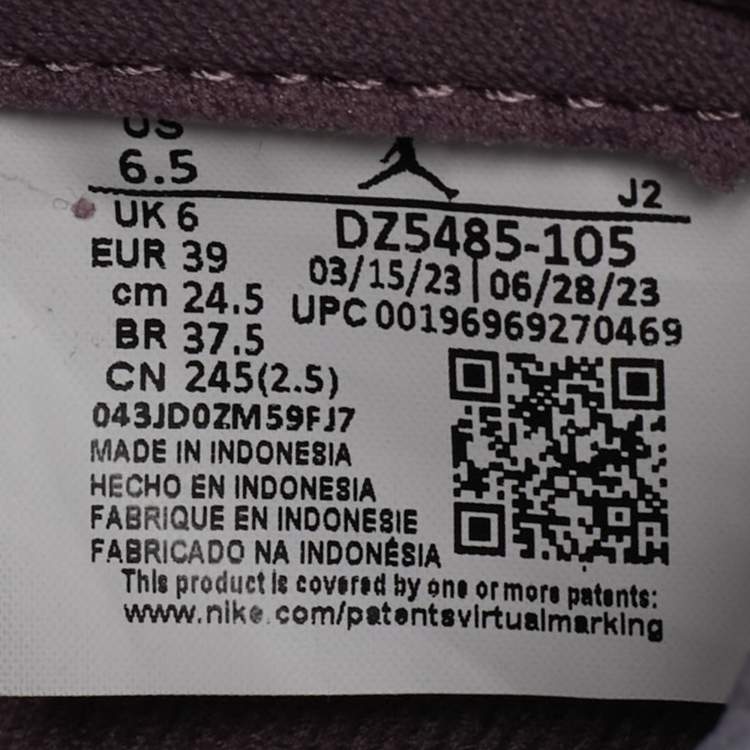 US
6.5
J2
UK 6
DZ5485-105
EUR 39
03/15/23 | 06/28/23
cm 24.5
UPC 00196969270469
BR 37.5
CN 245(2.5)
043JD0ZM59FJ7
MADE IN INDONESIA
HECHO EN INDONESIA
FABRIQUE EN INDONESIE
FABRICADO NA INDONÉSIA
This product is covered by one or more patents:
www.nike.com/patentsvirtualmarking